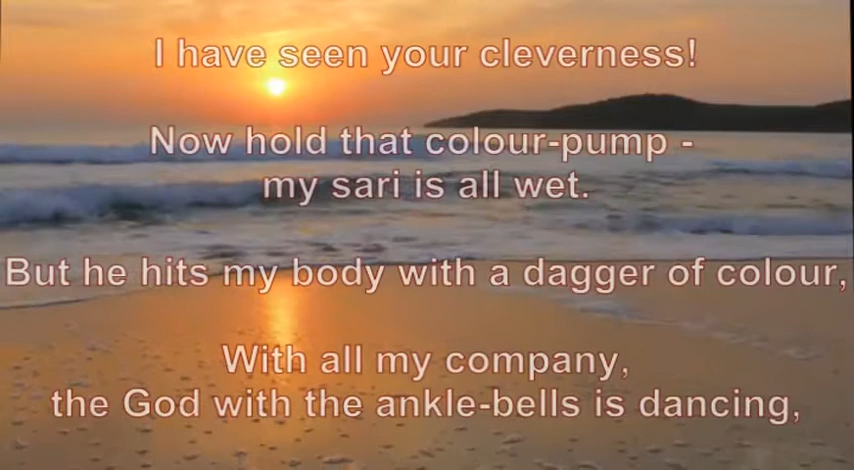 I have seen your cleverness!
Now hold that colour-pump -
my sari is all wet.
But he hits my body with a dagger of colour,
With all my company,
the God with the ankle-bells is dancing,